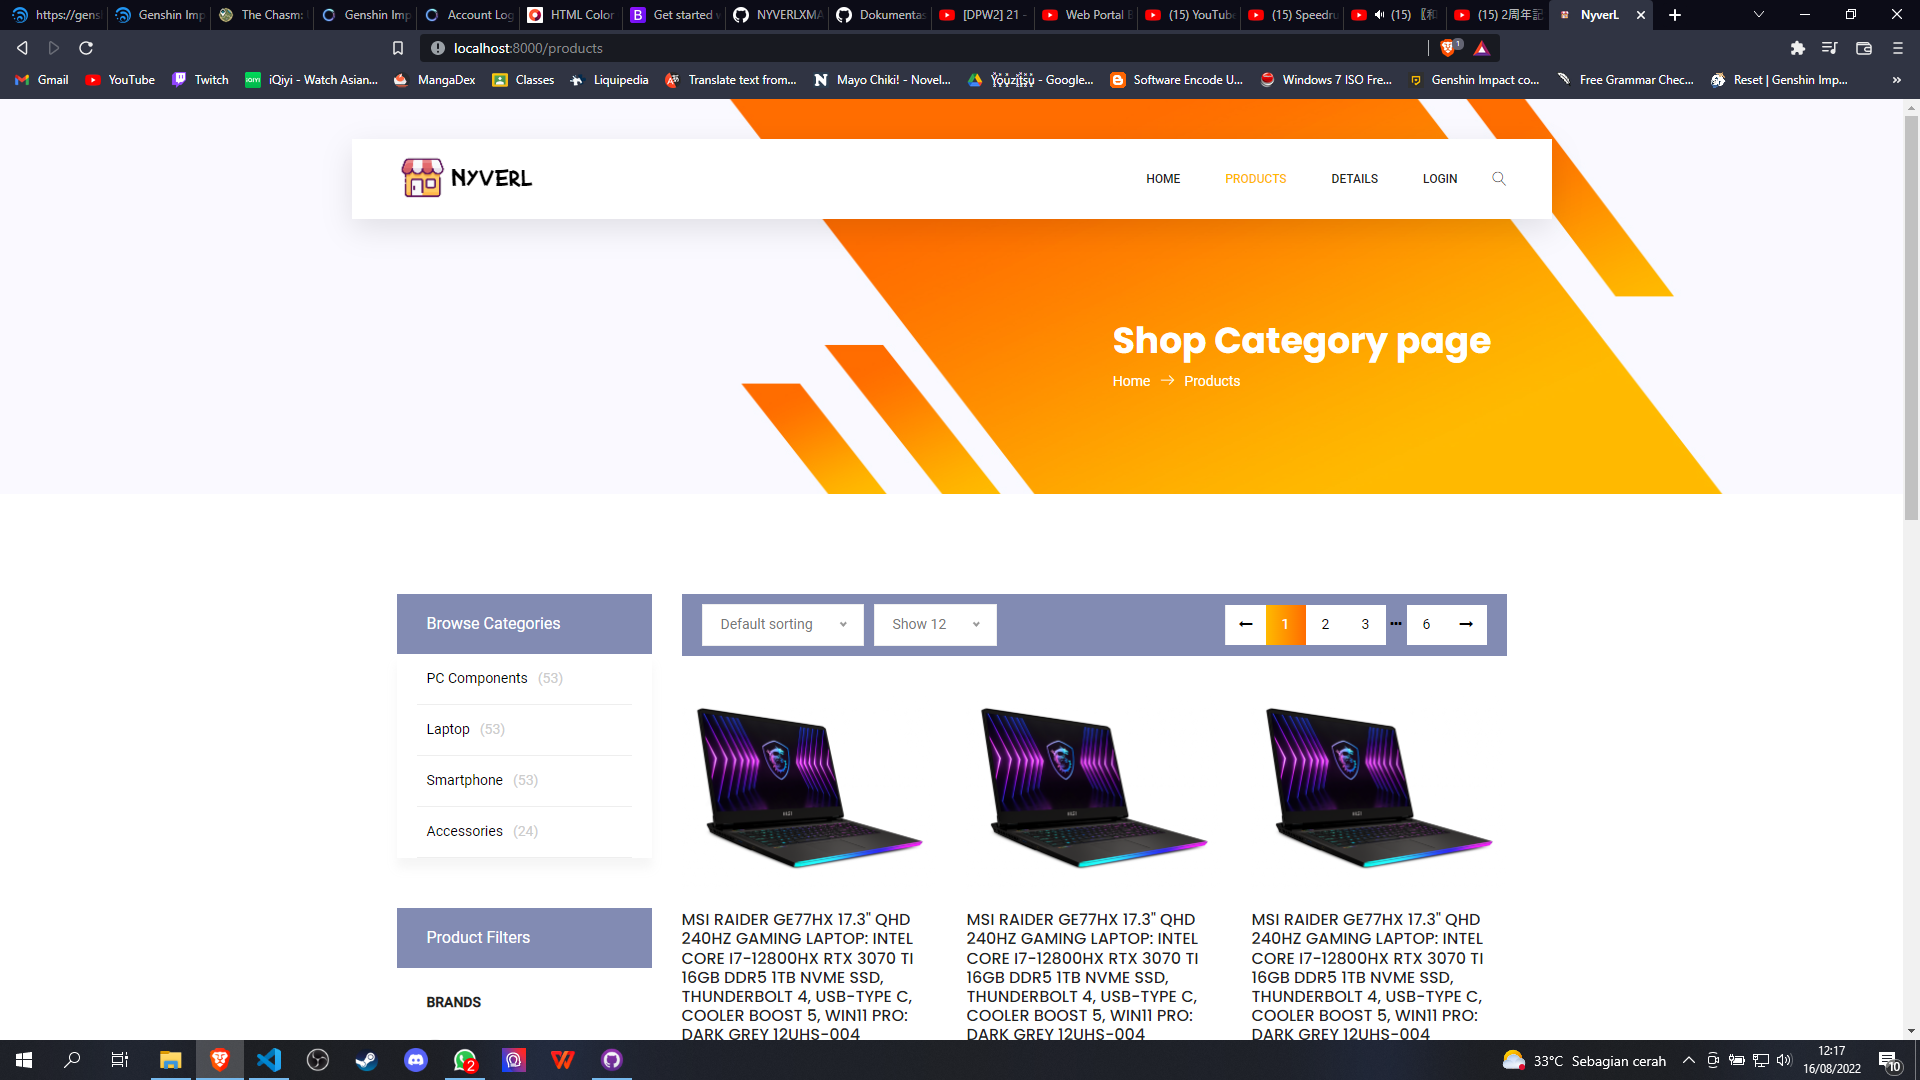 https://gens
Genshin Imp
The Chasm:
Genshin Imp
Account Log
HTML Color
Get started w
NYVERLXMA
Dokumentas
[DPW2] 21 -
Web Portal B
(15) YouTube
(15) Speedru
(15) 2周年記
NyverL
localhost:8000/products
1
Gmail
YouTube
Twitch
iQiyi - Watch Asian...
MangaDex
Classes
Liquipedia
Translate text from...
Mayo Chiki! - Novel...
Youzitsu - Google...
Software Encode U...
Windows 7 ISO Fre...
Genshin Impact co...
Free Grammar Chec...
Reset | Genshin Imp...
NYVERL
HOME
PRODUCTS
DETAILS
LOGIN
Shop Category page
Home → Products
Browse Categories
PC Components (53)
Laptop (53)
Smartphone (53)
Accessories (24)
Product Filters
BRANDS
Default sorting
Show 12
← 1 2 3 ... 6 →
MSI RAIDER GE77HX 17.3" QHD
240HZ GAMING LAPTOP: INTEL
CORE I7-12800HX RTX 3070 TI
16GB DDR5 1TB NVME SSD,
THUNDERBOLT 4, USB-TYPE C,
COOLER BOOST 5, WIN11 PRO:
DARK GREY 12UHS-004
MSI RAIDER GE77HX 17.3" QHD
240HZ GAMING LAPTOP: INTEL
CORE I7-12800HX RTX 3070 TI
16GB DDR5 1TB NVME SSD,
THUNDERBOLT 4, USB-TYPE C,
COOLER BOOST 5, WIN11 PRO:
DARK GREY 12UHS-004
MSI RAIDER GE77HX 17.3" QHD
240HZ GAMING LAPTOP: INTEL
CORE I7-12800HX RTX 3070 TI
16GB DDR5 1TB NVME SSD,
THUNDERBOLT 4, USB-TYPE C,
COOLER BOOST 5, WIN11 PRO:
DARK GREY 12UHS-004
2
33°C Sebagian cerah
12:17
16/08/2022
10